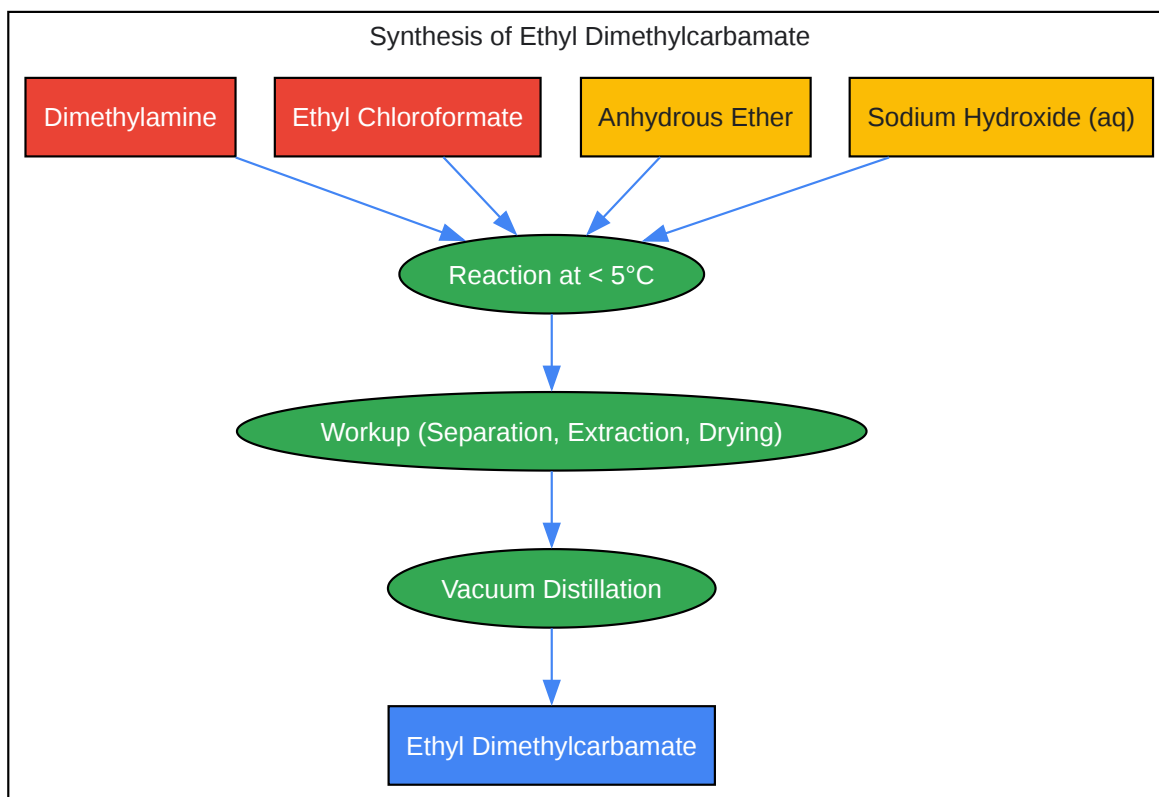 Synthesis of Ethyl Dimethylcarbamate
Dimethylamine
Ethyl Chloroformate
Anhydrous Ether
Sodium Hydroxide (aq)
Reaction at < 5°C
Workup (Separation, Extraction, Drying)
Vacuum Distillation
Ethyl Dimethylcarbamate